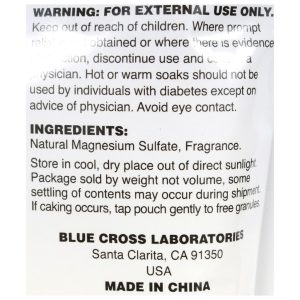 WARNING: FOR EXTERNAL USE ONLY.
Keep out of reach of children. Where prompt
obtained or where there is evidence
discontinue use and
physician. Hot or warm soaks should not be
used by individuals with diabetes except on
advice of physician. Avoid eye contact.
INGREDIENTS:
Natural Magnesium Sulfate, Fragrance.
Store in cool, dry place out of direct sunlight.
Package sold by weight not volume, some
settling of contents may occur during shipment.
If caking occurs, tap pouch gently to free granules.
BLUE CROSS LABORATORIES
Santa Clarita, CA 91350
USA
MADE IN CHINA